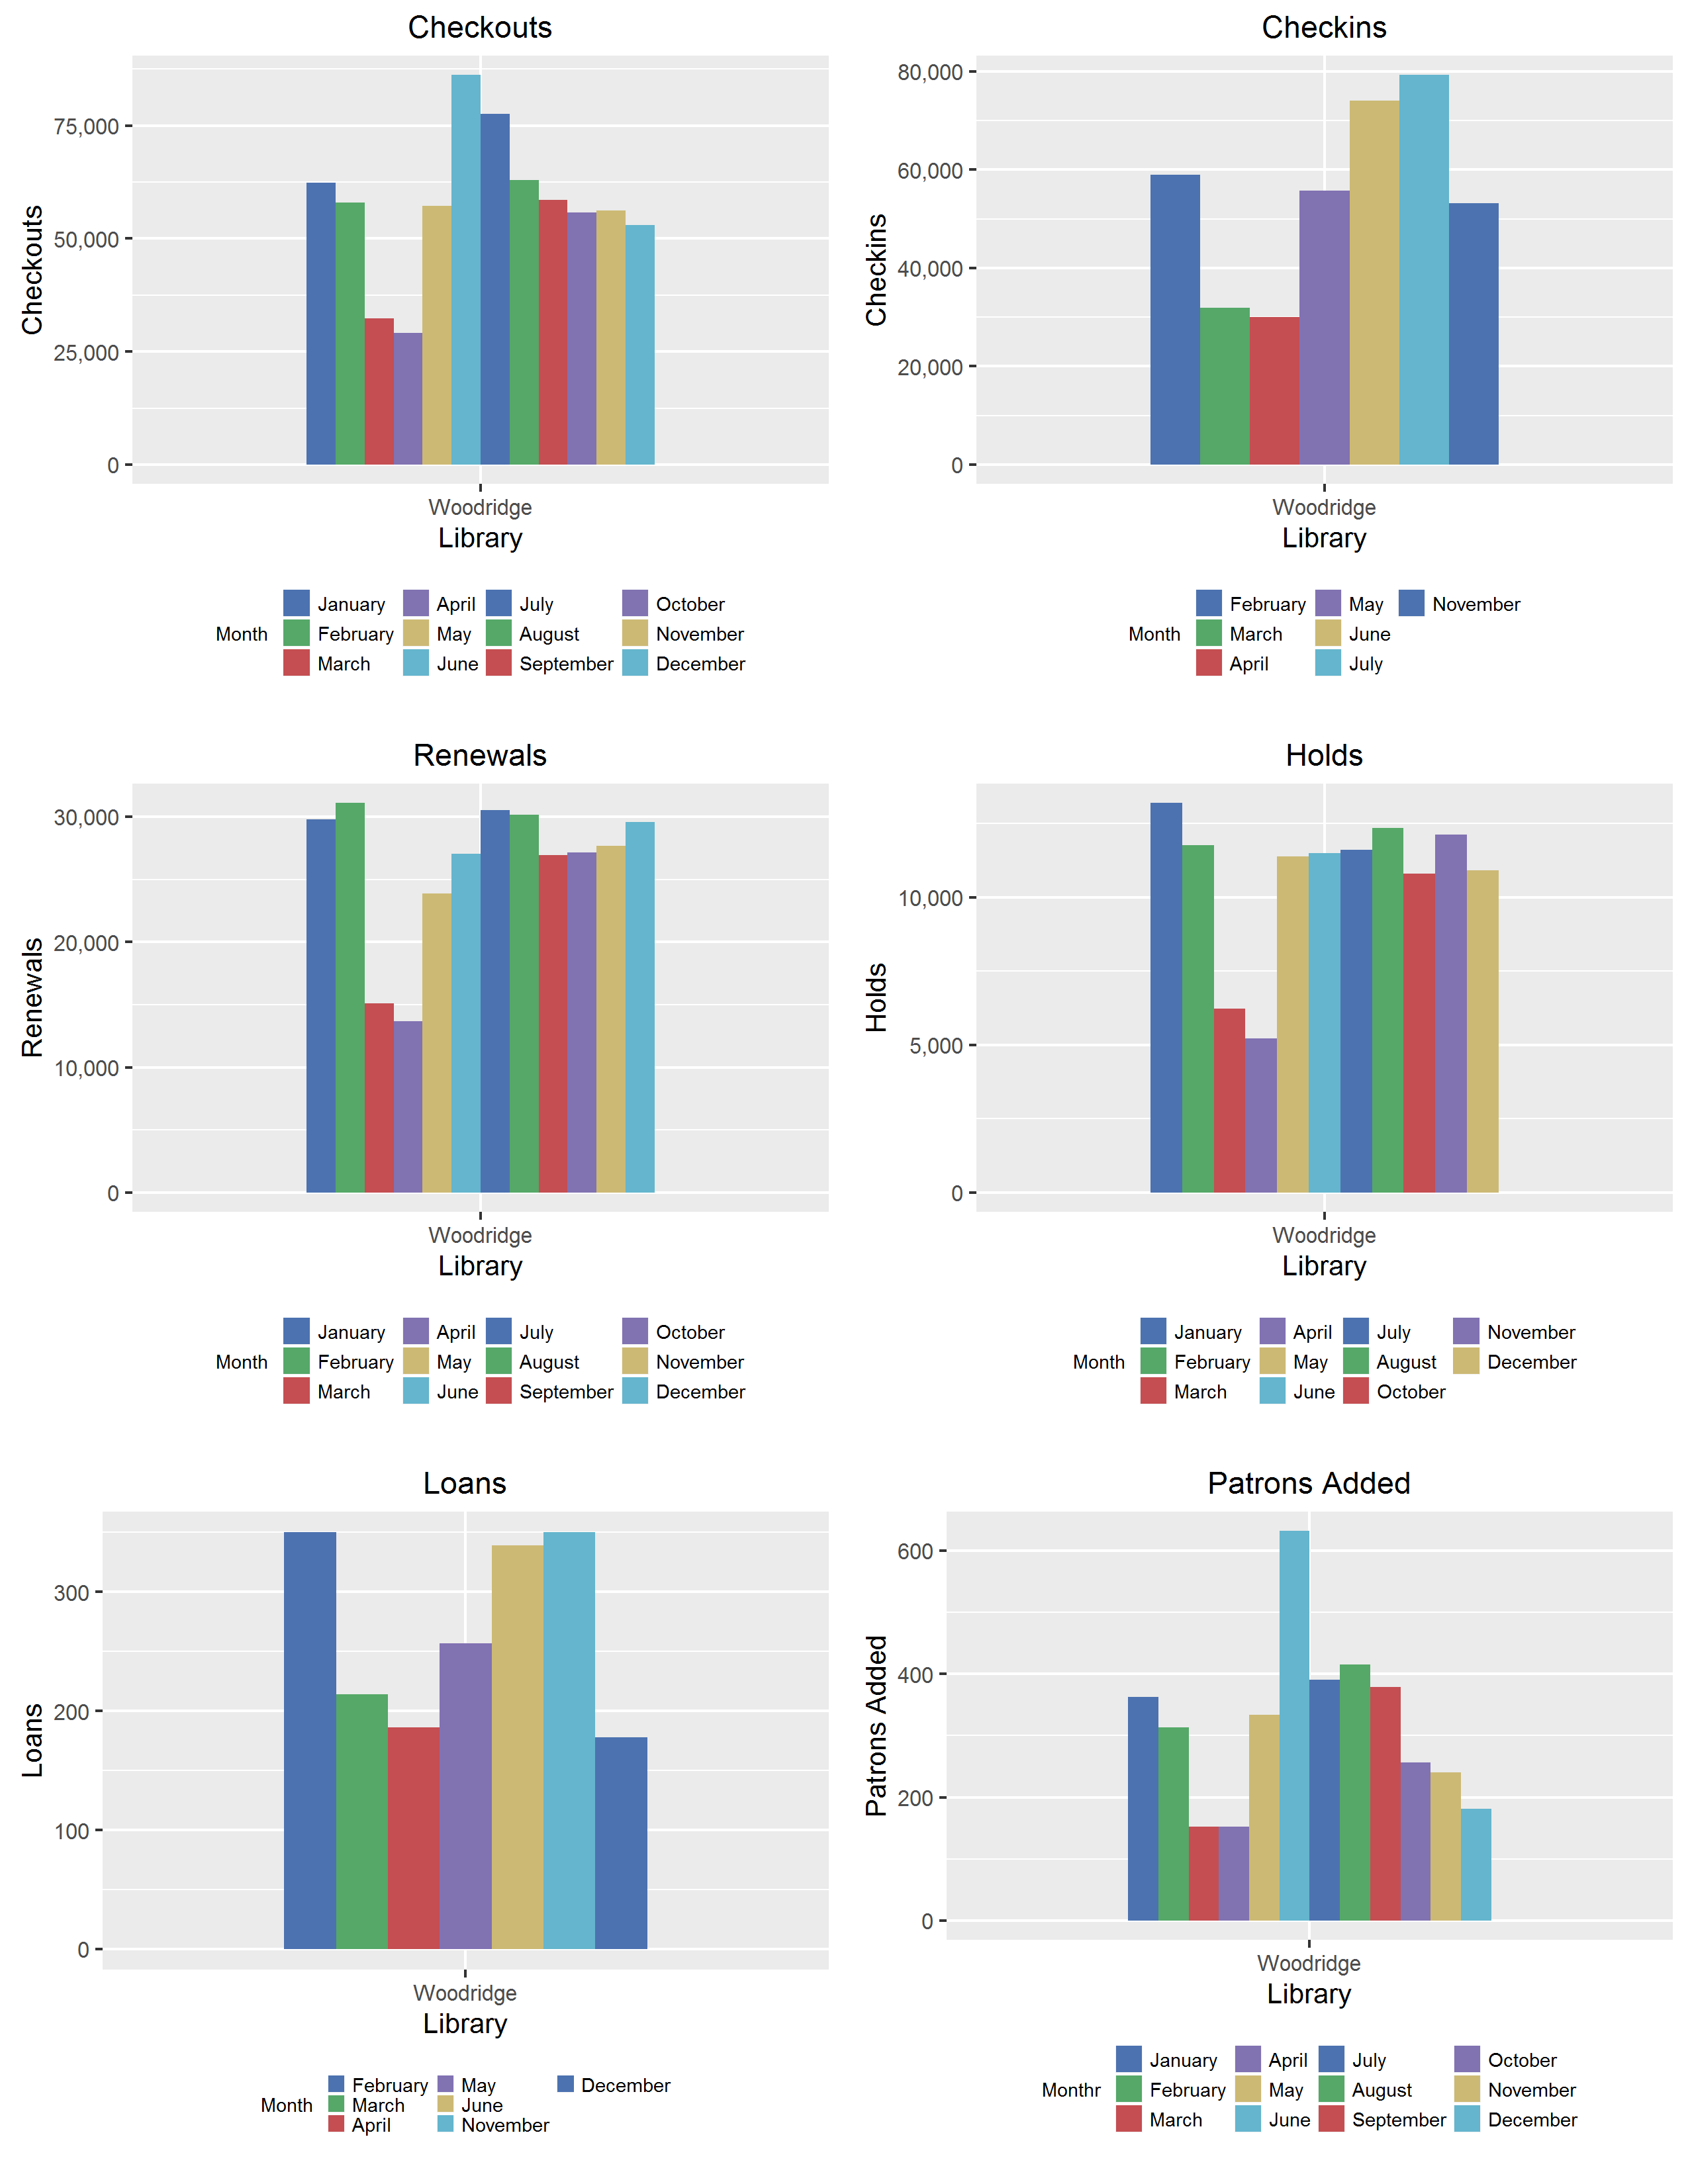 Checkouts
Checkouts
75,000
50,000
25,000
0
Woodridge
Library
Month
January April July October
February May August November
March June September December
Checkins
Checkins
80,000
60,000
40,000
20,000
0
Woodridge
Library
Month
February May November
March June
April July
Renewals
Renewals
30,000
20,000
10,000
0
Woodridge
Library
Month
January April July October
February May August November
March June September December
Holds
Holds
10,000
5,000
0
Woodridge
Library
Month
January April July November
February May August December
March June October
Loans
Loans
300
200
100
0
Woodridge
Library
Month
February May December
March June
April November
Patrons Added
Patrons Added
600
400
200
0
Woodridge
Library
Monthr
January April July October
February May August November
March June September December